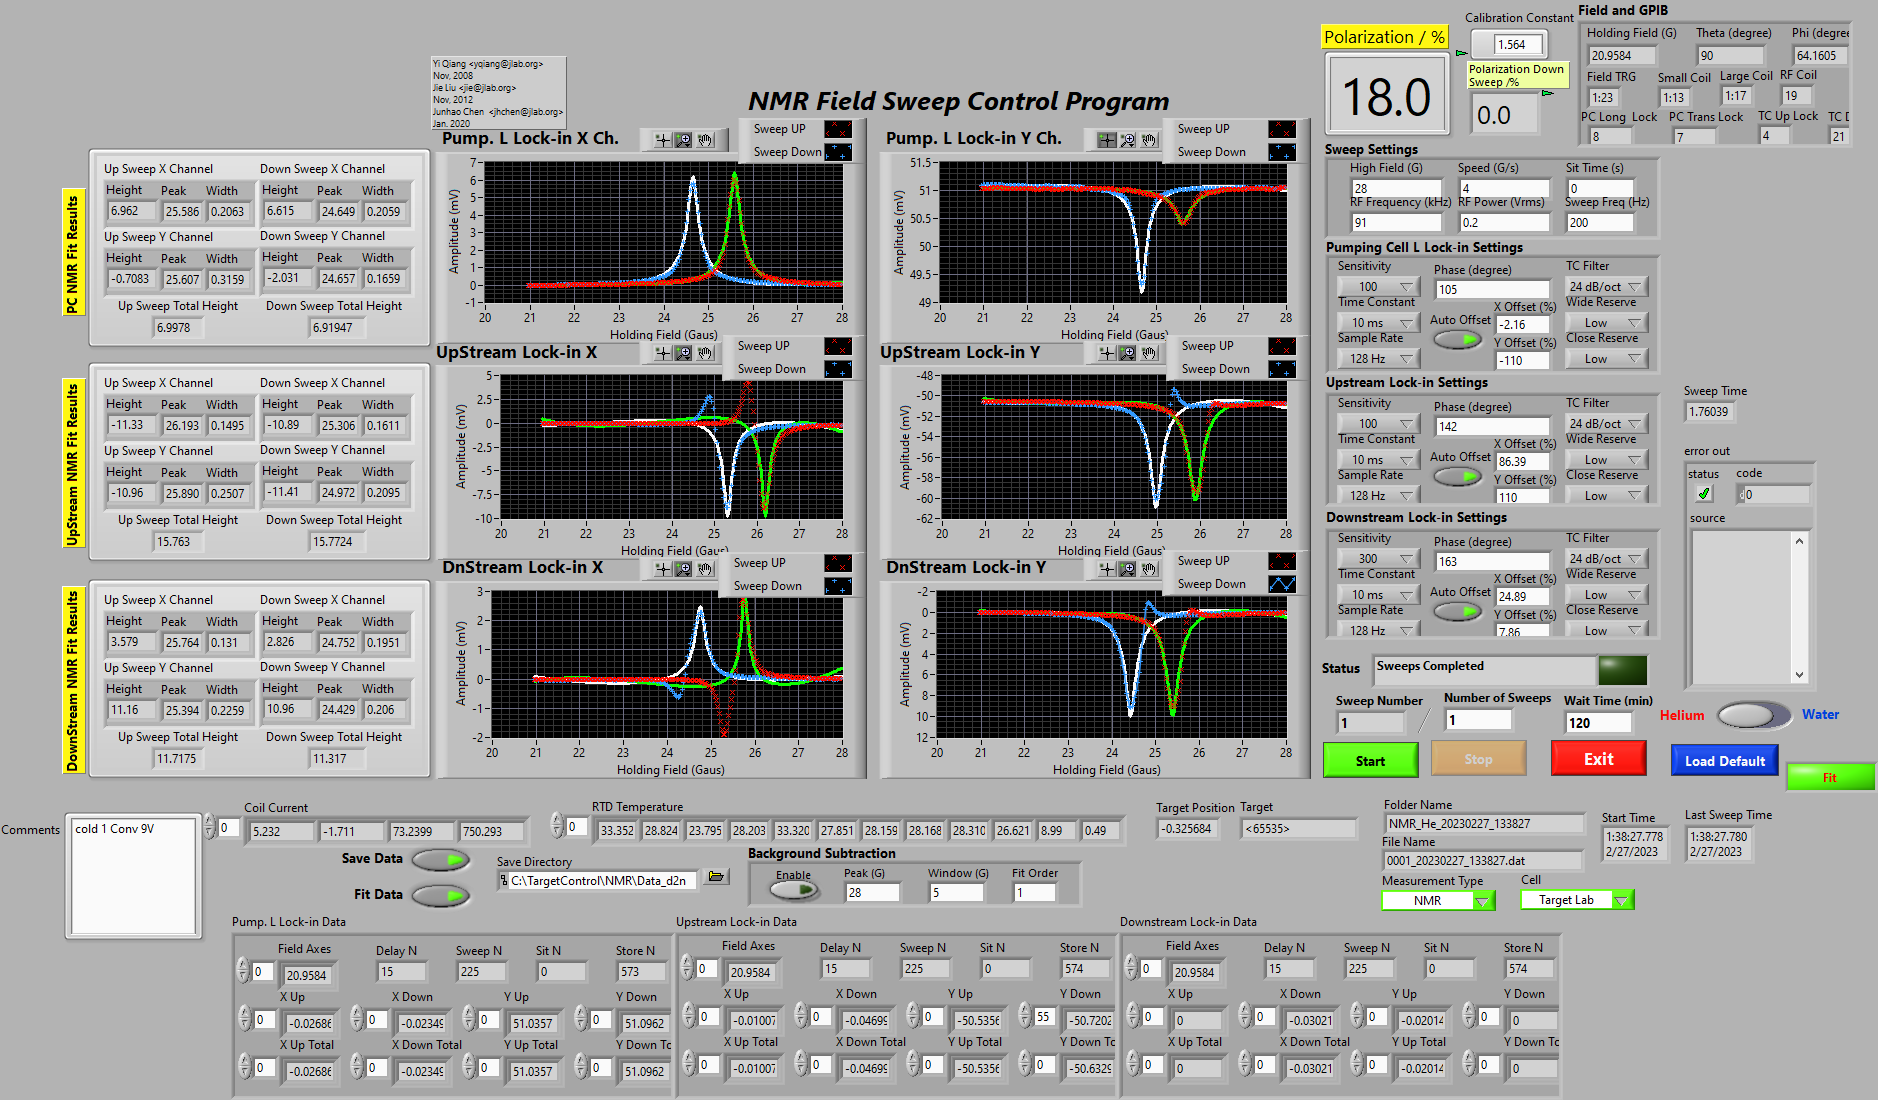 Yi Qiang <yqiang@jlab.org>
Nov, 2008
Jie Liu <jie@jlab.org>
Nov, 2012
Junhao Chen <jhchen@jlab.org>
Jan. 2020
NMR Field Sweep Control Program
Polarization / %
18.0
Calibration Constant
1.564
Polarization Down
Sweep /%
0.0
Field and GPIB
Holding Field (G) Theta (degree) Phi (degree
20.9584 90 64.1605
Field TRG Small Coil Large Coil RF Coil
1:23 1:13 1:17 19
PC Long Lock PC Trans Lock TC Up Lock TC D
8 7 4 21
PC NMR Fit Results
Up Sweep X Channel Down Sweep X Channel
Height Peak Width Height Peak Width
6.962 25.586 0.2063 6.615 24.649 0.2059
Up Sweep Y Channel Down Sweep Y Channel
Height Peak Width Height Peak Width
-0.7083 25.607 0.3159 -2.031 24.657 0.1659
Up Sweep Total Height Down Sweep Total Height
6.9978 6.91947
UpStream NMR Fit Results
Up Sweep X Channel Down Sweep X Channel
Height Peak Width Height Peak Width
-11.33 26.193 0.1495 -10.89 25.306 0.1611
Up Sweep Y Channel Down Sweep Y Channel
Height Peak Width Height Peak Width
-10.96 25.890 0.2507 -11.41 24.972 0.2095
Up Sweep Total Height Down Sweep Total Height
15.763 15.7724
DownStream NMR Fit Results
Up Sweep X Channel Down Sweep X Channel
Height Peak Width Height Peak Width
3.579 25.764 0.131 2.826 24.752 0.1951
Up Sweep Y Channel Down Sweep Y Channel
Height Peak Width Height Peak Width
11.16 25.394 0.2259 10.96 24.429 0.206
Up Sweep Total Height Down Sweep Total Height
11.7175 11.317
Pump. L Lock-in X Ch.
Sweep UP
Sweep Down
Amplitude (mV)
7
6
5
4
3
2
1
0
-1
20 21 22 23 24 25 26 27 28
Holding Field (Gaus)
Pump. L Lock-in Y Ch.
Sweep UP
Sweep Down
Amplitude (mV)
51.5
51
50.5
50
49.5
49
20 21 22 23 24 25 26 27 28
Holding Field (Gaus)
UpStream Lock-in X
Sweep UP
Sweep Down
Amplitude (mV)
5
2.5
0
-2.5
-5
-7.5
-10
20 21 22 23 24 25 26 27 28
Holding Field (Gaus)
UpStream Lock-in Y
Sweep UP
Sweep Down
Amplitude (mV)
-48
-50
-52
-54
-56
-58
-60
-62
20 21 22 23 24 25 26 27 28
Holding Field (Gaus)
DnStream Lock-in X
Sweep UP
Sweep Down
Amplitude (mV)
3
2
1
0
-1
-2
20 21 22 23 24 25 26 27 28
Holding Field (Gaus)
DnStream Lock-in Y
Sweep UP
Sweep Down
Amplitude (mV)
-2
0
2
4
6
8
10
12
20 21 22 23 24 25 26 27 28
Holding Field (Gaus)
Sweep Settings
High Field (G) Speed (G/s) Sit Time (s)
28 4 0
RF Frequency (kHz) RF Power (Vrms) Sweep Freq (Hz)
91 0.2 200
Pumping Cell L Lock-in Settings
Sensitivity Phase (degree) TC Filter
100 105 24 dB/oct
Time Constant X Offset (%) Wide Reserve
10 ms Auto Offset -2.16 Low
Sample Rate Y Offset (%) Close Reserve
128 Hz -110 Low
Upstream Lock-in Settings
Sensitivity Phase (degree) TC Filter
100 142 24 dB/oct
Time Constant X Offset (%) Wide Reserve
10 ms Auto Offset 86.39 Low
Sample Rate Y Offset (%) Close Reserve
128 Hz 110 Low
Downstream Lock-in Settings
Sensitivity Phase (degree) TC Filter
300 163 24 dB/oct
Time Constant X Offset (%) Wide Reserve
10 ms Auto Offset 24.89 Low
Sample Rate Y Offset (%) Close Reserve
128 Hz 7.86 Low
Sweep Time
1.76039
error out
status code
0
source
Status Sweeps Completed
Sweep Number Number of Sweeps Wait Time (min)
1 / 1 120
Helium Water
Start Stop Exit Load Default Fit
Comments
cold 1 Conv 9V
Coil Current
0 5.232 -1.711 73.2399 750.293
RTD Temperature
0 33.352 28.824 23.795 28.203 33.320 27.851 28.159 28.168 28.310 26.621 8.99 0.49
Target Position Target
-0.325684 <65535>
Folder Name
NMR_He_20230227_133827
File Name
0001_20230227_133827.dat
Start Time
1:38:27.778
2/27/2023
Last Sweep Time
1:38:27.780
2/27/2023
Measurement Type Cell
NMR Target Lab
Save Data
Fit Data
Save Directory
C:\TargetControl\NMR\Data_d2n
Background Subtraction
Enable Peak (G) Window (G) Fit Order
28 5 1
Pump. L Lock-in Data
Field Axes Delay N Sweep N Sit N Store N
0 20.9584 15 225 0 573
X Up X Down Y Up Y Down
0 -0.02686 0 -0.02349 0 51.0357 0 51.0962
X Up Total X Down Total Y Up Total Y Down To
0 -0.02686 0 -0.02349 0 51.0357 0 51.0962
Upstream Lock-in Data
Field Axes Delay N Sweep N Sit N Store N
0 20.9584 15 225 0 574
X Up X Down Y Up Y Down
0 -0.01007 0 -0.04699 0 -50.5356 55 -50.7202
X Up Total X Down Total Y Up Total Y Down To
0 -0.01007 0 -0.04699 0 -50.5356 0 -50.6329
Downstream Lock-in Data
Field Axes Delay N Sweep N Sit N Store N
0 20.9584 15 225 0 574
X Up X Down Y Up Y Down
0 0 0 -0.03021 0 -0.02014 0 0
X Up Total X Down Total Y Up Total Y Down To
0 0 0 -0.03021 0 -0.02014 0 0